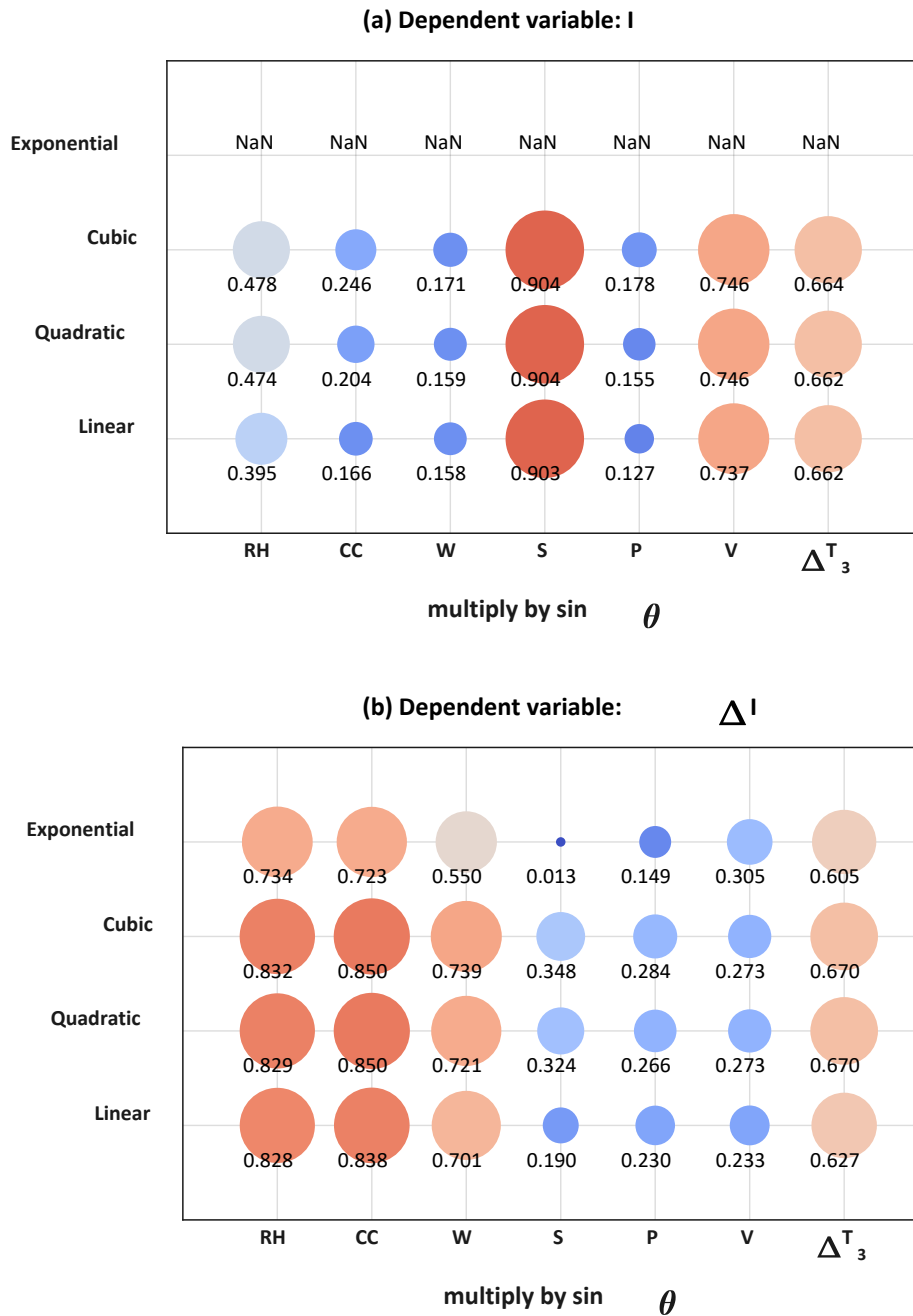 (a) Dependent variable: I
Exponential NaN NaN NaN NaN NaN NaN NaN
Cubic
0.478 0.246 0.171 0.904 0.178 0.746 0.664
Quadratic
0.474 0.204 0.159 0.904 0.155 0.746 0.662
Linear
0.395 0.166 0.158 0.903 0.127 0.737 0.662
RH CC W S P V ΔT3
multiply by sin θ
(b) Dependent variable: ΔI
Exponential
0.734 0.723 0.550 0.013 0.149 0.305 0.605
Cubic
0.832 0.850 0.739 0.348 0.284 0.273 0.670
Quadratic
0.829 0.850 0.721 0.324 0.266 0.273 0.670
Linear
0.828 0.838 0.701 0.190 0.230 0.233 0.627
RH CC W S P V ΔT3
multiply by sin θ